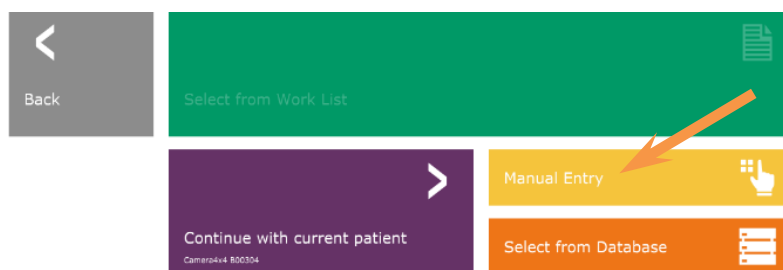 Back
Select from Work List
Manual Entry
Continue with current patient
Camera4x4 B00304
Select from Database